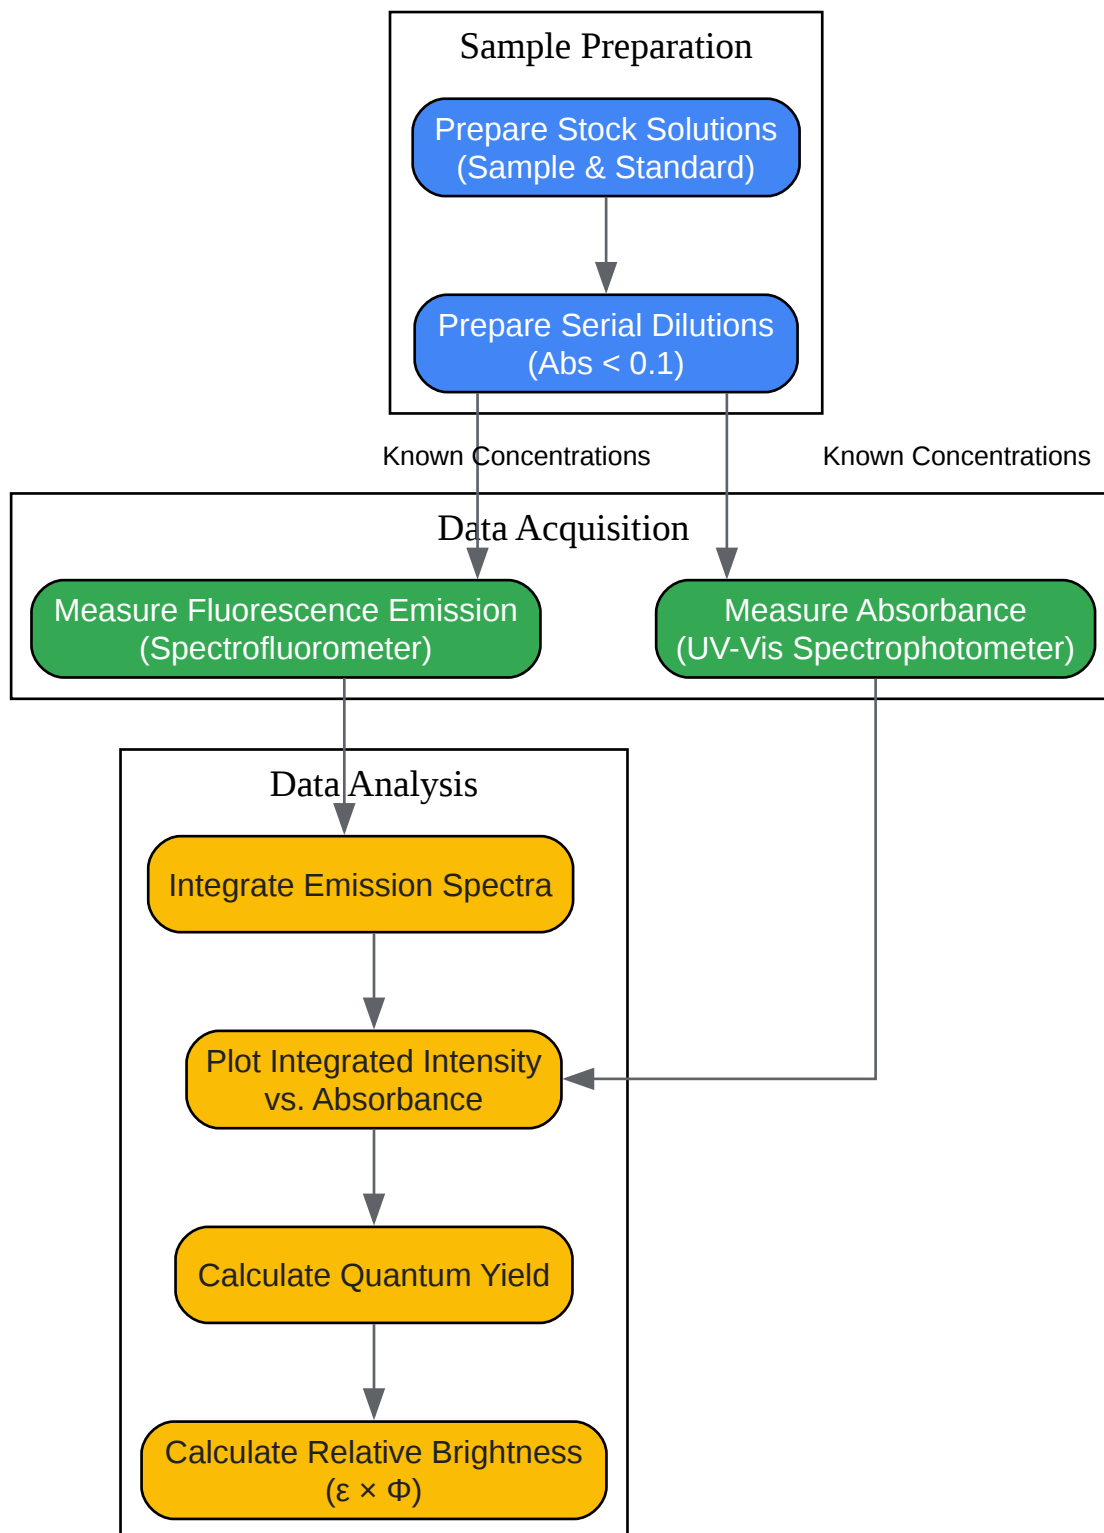 Sample Preparation
Prepare Stock Solutions
(Sample & Standard)
Prepare Serial Dilutions
(Abs < 0.1)
Known Concentrations
Known Concentrations
Data Acquisition
Measure Fluorescence Emission
(Spectrofluorometer)
Measure Absorbance
(UV-Vis Spectrophotometer)
Data Analysis
Integrate Emission Spectra
Plot Integrated Intensity
vs. Absorbance
Calculate Quantum Yield
Calculate Relative Brightness
(ε × Φ)